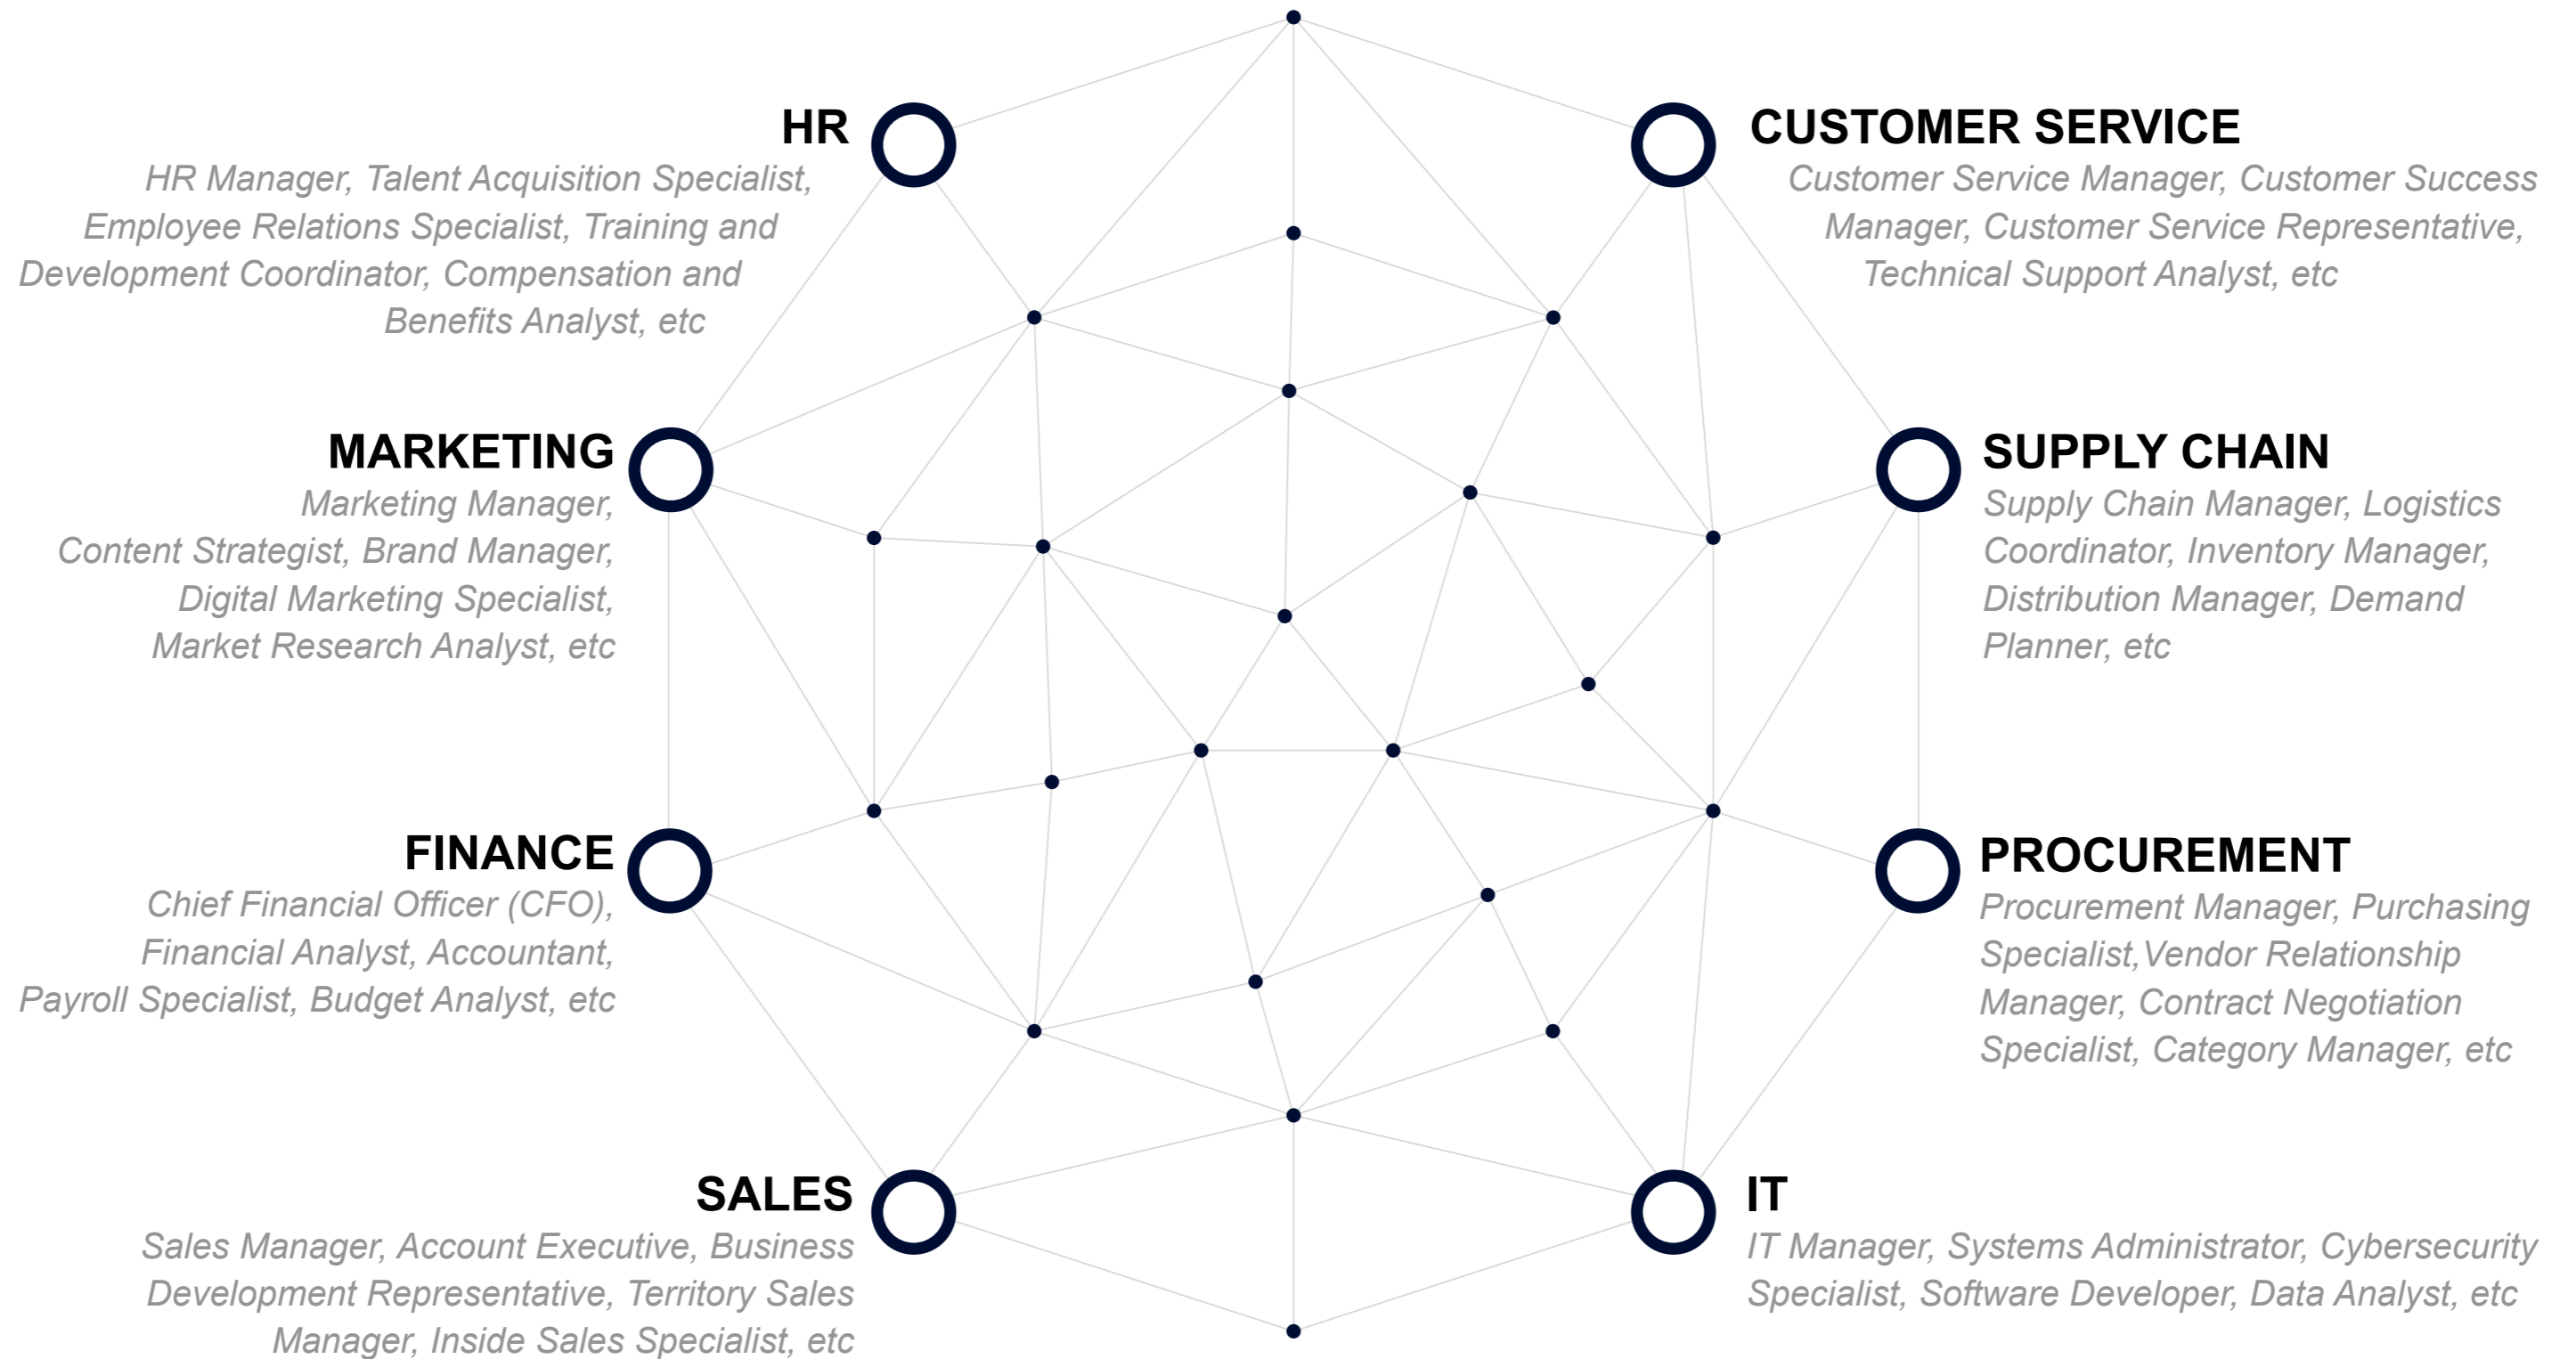 HR
HR Manager, Talent Acquisition Specialist,
Employee Relations Specialist, Training and
Development Coordinator, Compensation and
Benefits Analyst, etc
CUSTOMER SERVICE
Customer Service Manager, Customer Success
Manager, Customer Service Representative,
Technical Support Analyst, etc
MARKETING
Marketing Manager,
Content Strategist, Brand Manager,
Digital Marketing Specialist,
Market Research Analyst, etc
SUPPLY CHAIN
Supply Chain Manager, Logistics
Coordinator, Inventory Manager,
Distribution Manager, Demand
Planner, etc
FINANCE
Chief Financial Officer (CFO),
Financial Analyst, Accountant,
Payroll Specialist, Budget Analyst, etc
PROCUREMENT
Procurement Manager, Purchasing
Specialist,Vendor Relationship
Manager, Contract Negotiation
Specialist, Category Manager, etc
SALES
Sales Manager, Account Executive, Business
Development Representative, Territory Sales
Manager, Inside Sales Specialist, etc
IT
IT Manager, Systems Administrator, Cybersecurity
Specialist, Software Developer, Data Analyst, etc